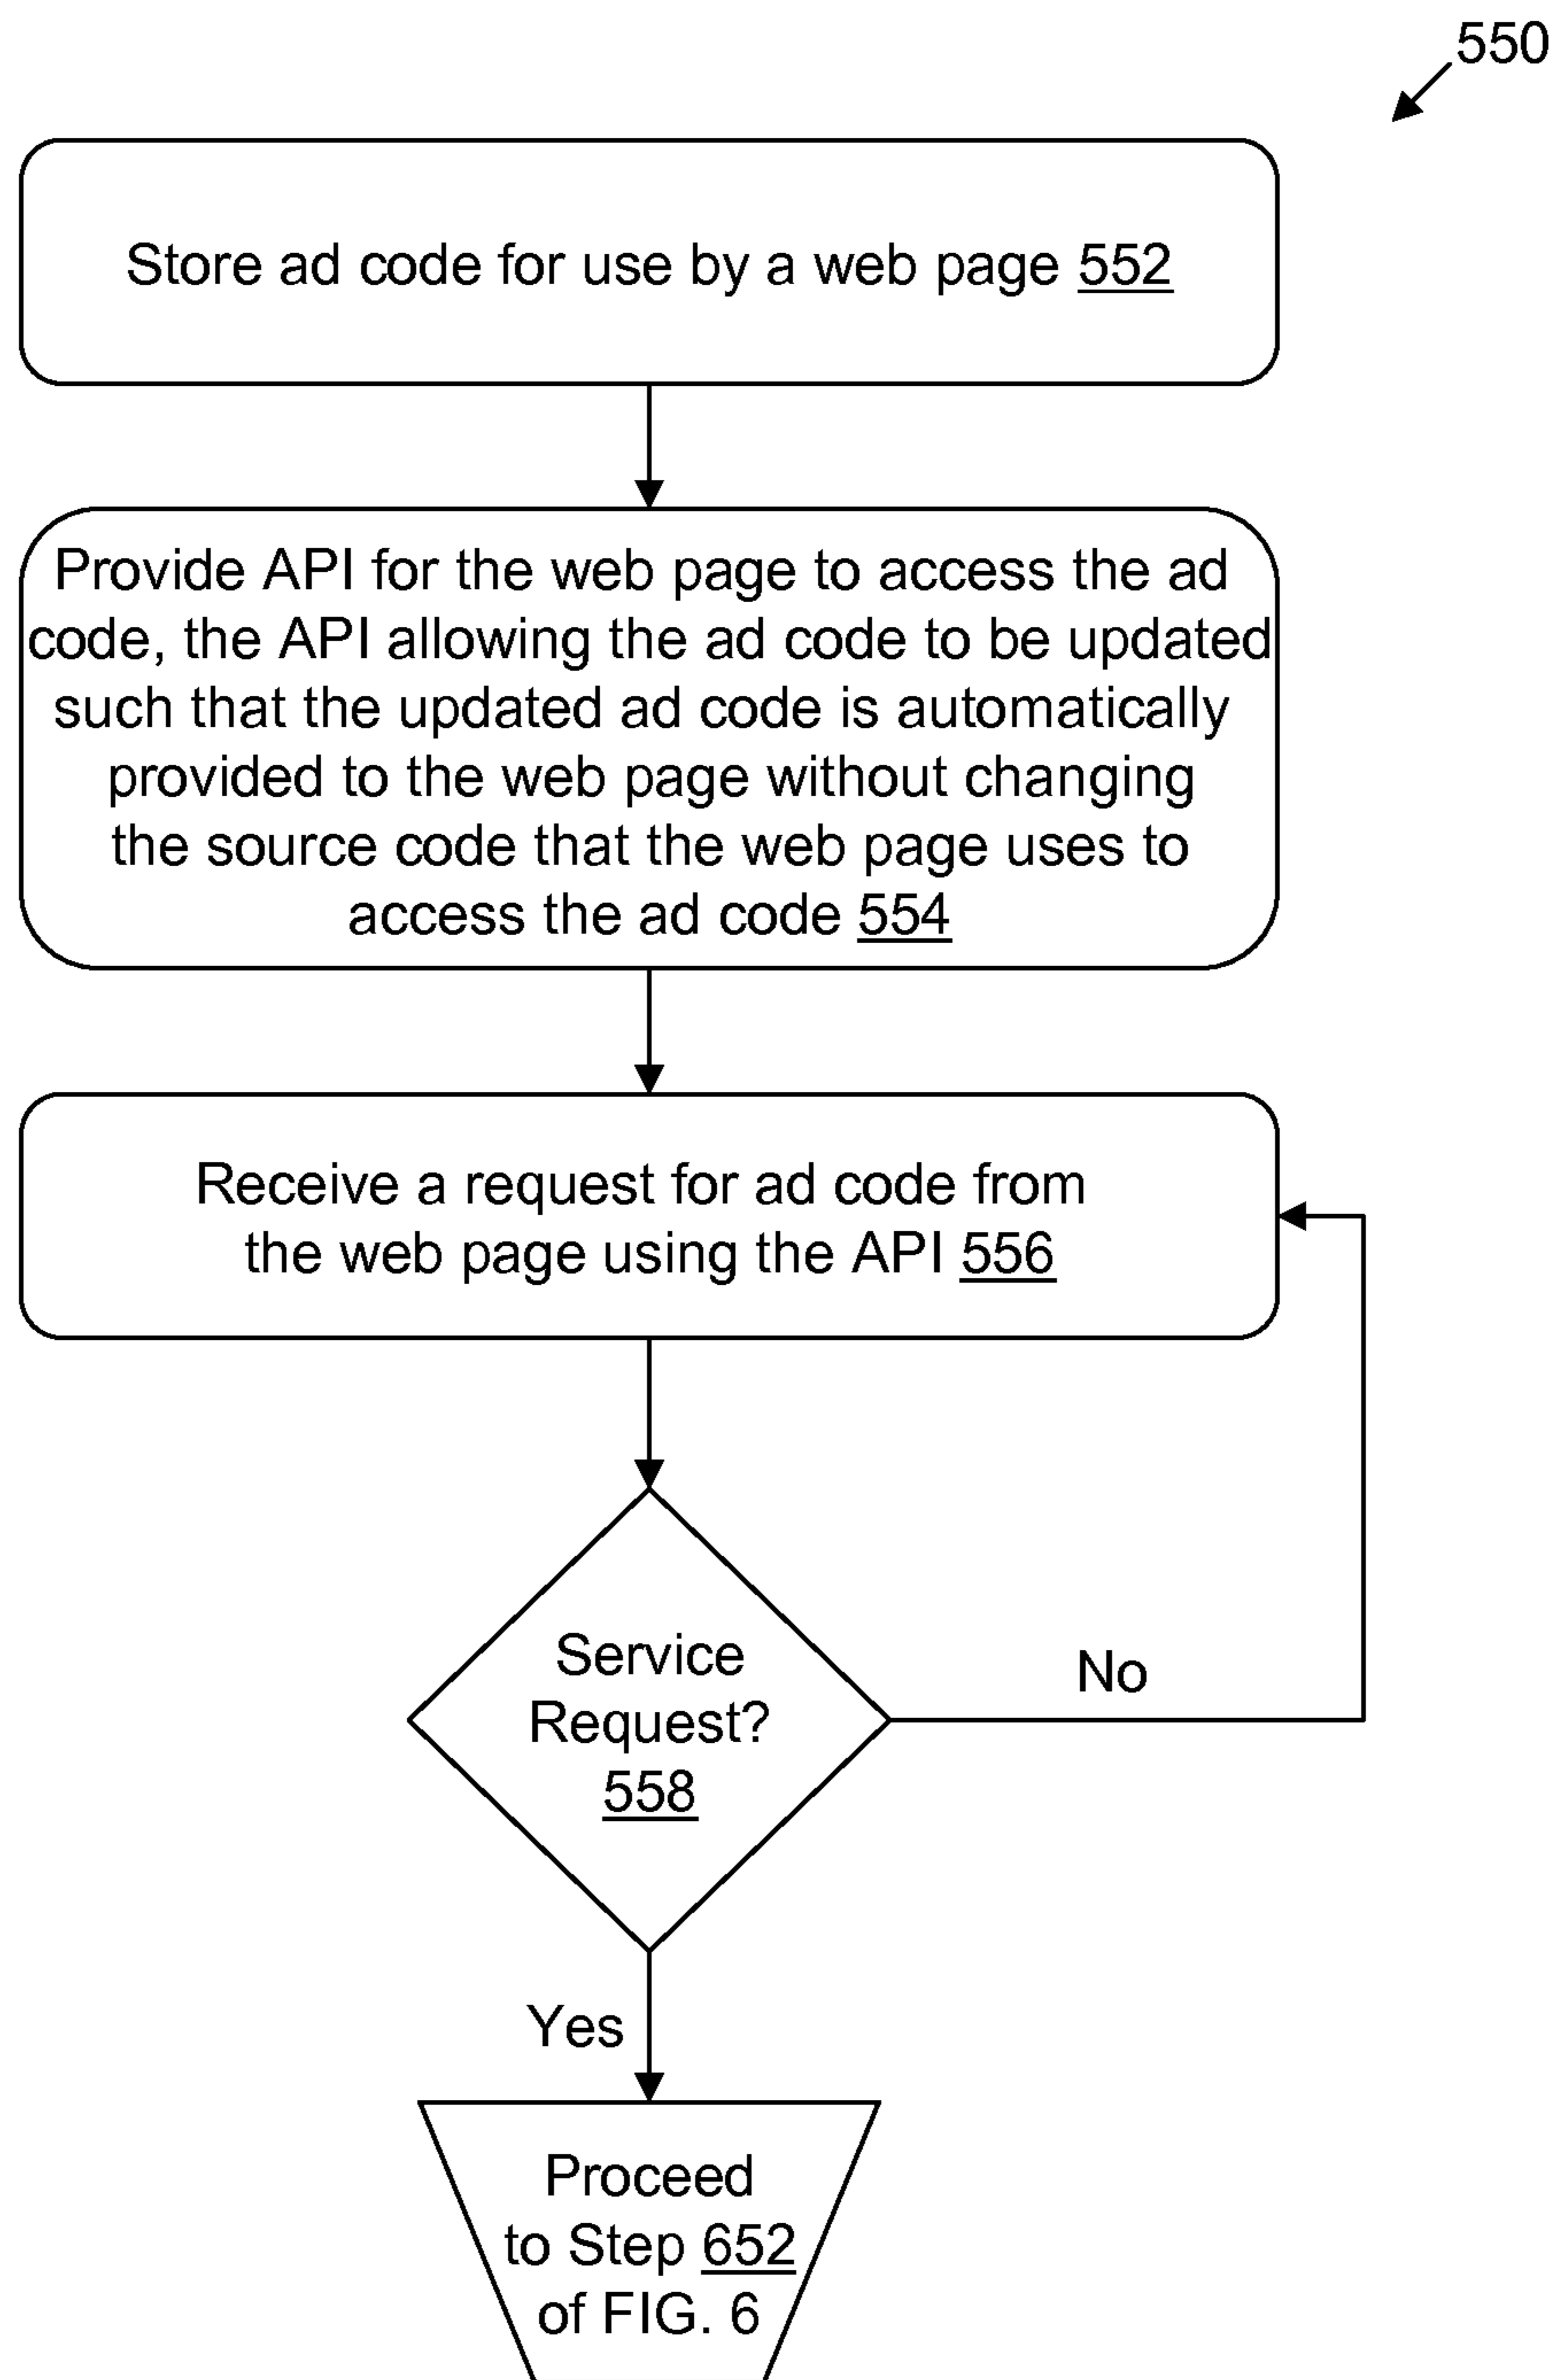 550
Store ad code for use by a web page 552
Provide API for the web page to access the ad
code, the API allowing the ad code to be updated
such that the updated ad code is automatically
provided to the web page without changing
the source code that the web page uses to
access the ad code 554
Receive a request for ad code from
the web page using the API 556
Service
Request?
558
No
Yes
Proceed
to Step 652
of FIG. 6